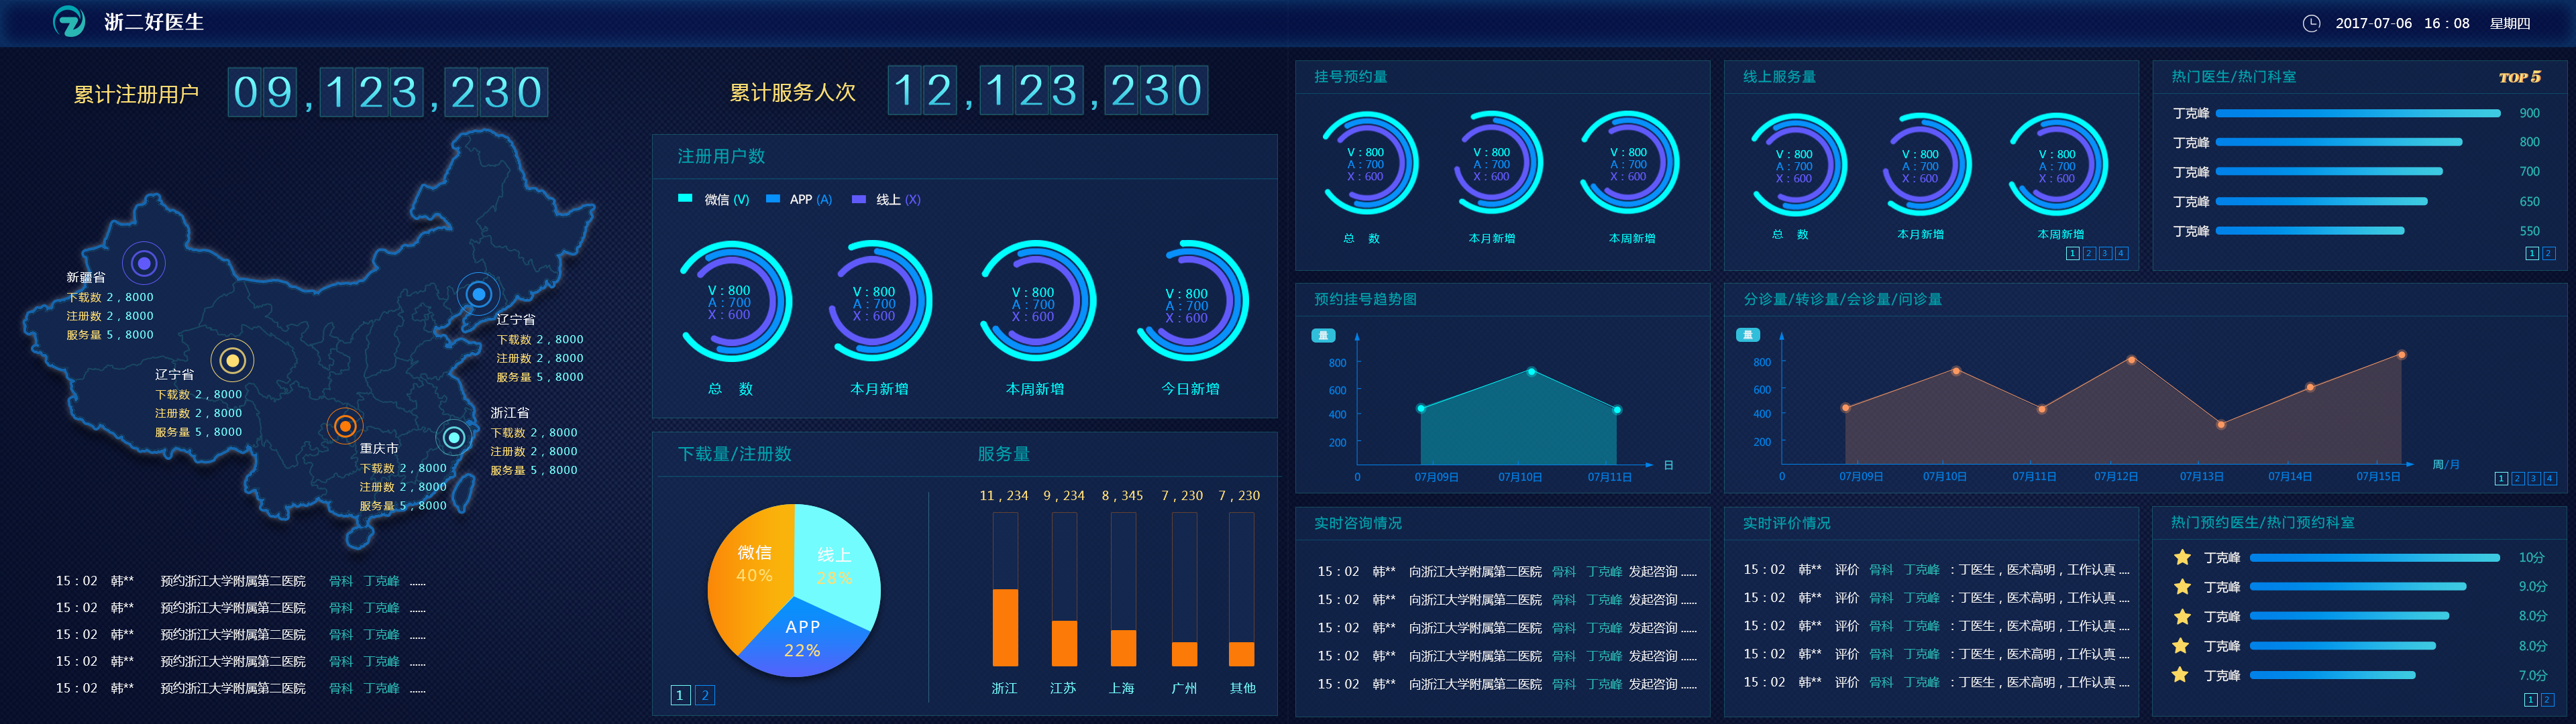 浙二好医生
2017-07-06 16：08 星期四
累计注册用户 09,123,230
累计服务人次 12,123,230
新疆省
下载数 2，8000
注册数 2，8000
服务量 5，8000
辽宁省
下载数 2，8000
注册数 2，8000
服务量 5，8000
辽宁省
下载数 2，8000
注册数 2，8000
服务量 5，8000
浙江省
下载数 2，8000
注册数 2，8000
服务量 5，8000
重庆市
下载数 2，8000
注册数 2，8000
服务量 5，8000
15：02 韩** 预约浙江大学附属第二医院 骨科 丁克峰 ......
15：02 韩** 预约浙江大学附属第二医院 骨科 丁克峰 ......
15：02 韩** 预约浙江大学附属第二医院 骨科 丁克峰 ......
15：02 韩** 预约浙江大学附属第二医院 骨科 丁克峰 ......
15：02 韩** 预约浙江大学附属第二医院 骨科 丁克峰 ......
注册用户数
微信 (V) APP (A) 线上 (X)
V：800
A：700
X：600
总 数
V：800
A：700
X：600
本月新增
V：800
A：700
X：600
本周新增
V：800
A：700
X：600
今日新增
下载量/注册数
微信
40%
线上
28%
APP
22%
1 2
服务量
11，234 9，234 8，345 7，230 7，230
浙江 江苏 上海 广州 其他
挂号预约量
V：800
A：700
X：600
总 数
V：800
A：700
X：600
本月新增
V：800
A：700
X：600
本周新增
线上服务量
V：800
A：700
X：600
总 数
V：800
A：700
X：600
本月新增
V：800
A：700
X：600
本周新增
1 2 3 4
热门医生/热门科室 TOP 5
丁克峰 900
丁克峰 800
丁克峰 700
丁克峰 650
丁克峰 550
1 2
预约挂号趋势图
量
800
600
400
200
0 07月09日 07月10日 07月11日
日
分诊量/转诊量/会诊量/问诊量
量
800
600
400
200
0 07月09日 07月10日 07月11日 07月12日 07月13日 07月14日 07月15日
周/月
1 2 3 4
实时咨询情况
15：02 韩** 向浙江大学附属第二医院 骨科 丁克峰 发起咨询 ......
15：02 韩** 向浙江大学附属第二医院 骨科 丁克峰 发起咨询 ......
15：02 韩** 向浙江大学附属第二医院 骨科 丁克峰 发起咨询 ......
15：02 韩** 向浙江大学附属第二医院 骨科 丁克峰 发起咨询 ......
15：02 韩** 向浙江大学附属第二医院 骨科 丁克峰 发起咨询 ......
实时评价情况
15：02 韩** 评价 骨科 丁克峰 ：丁医生，医术高明，工作认真 ....
15：02 韩** 评价 骨科 丁克峰 ：丁医生，医术高明，工作认真 ....
15：02 韩** 评价 骨科 丁克峰 ：丁医生，医术高明，工作认真 ....
15：02 韩** 评价 骨科 丁克峰 ：丁医生，医术高明，工作认真 ....
15：02 韩** 评价 骨科 丁克峰 ：丁医生，医术高明，工作认真 ....
热门预约医生/热门预约科室
丁克峰 10分
丁克峰 9.0分
丁克峰 8.0分
丁克峰 8.0分
丁克峰 7.0分
1 2